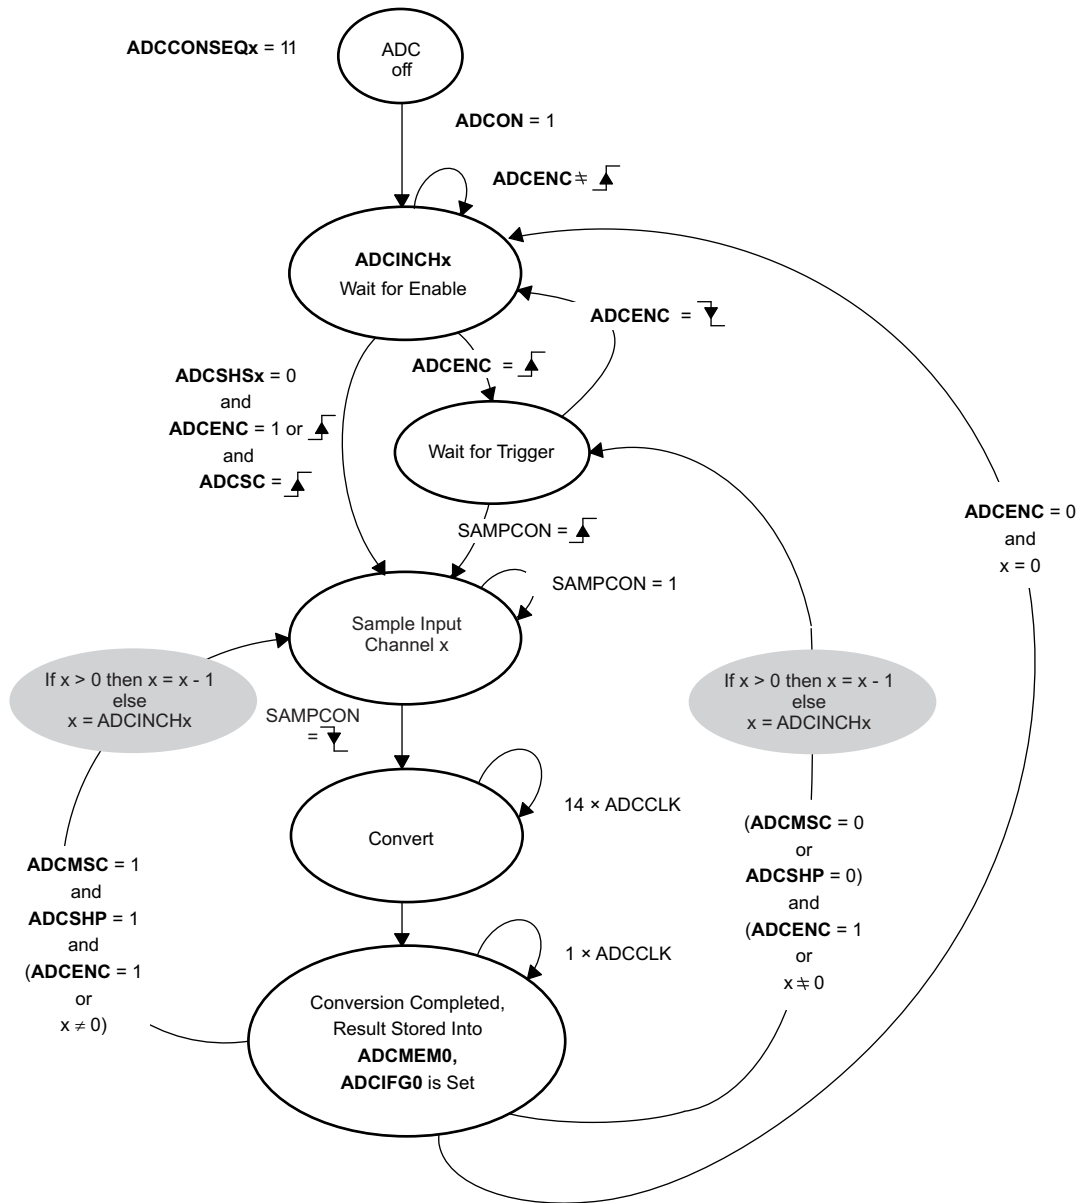 ADCCONSEQx = 11
ADC
off
ADCON = 1
ADCENC ≠
ADCINCHx
Wait for Enable
ADCENC =
ADCENC =
ADCSHSx = 0
and
ADCENC = 1 or
and
ADCSC =
Wait for Trigger
SAMPCON =
ADCENC = 0
and
x = 0
SAMPCON = 1
Sample Input
Channel x
If x > 0 then x = x - 1
else
x = ADCINCHx
If x > 0 then x = x - 1
else
x = ADCINCHx
SAMPCON
=
14 × ADCCLK
Convert
(ADCMSC = 0
or
ADCSHP = 0)
and
(ADCENC = 1
or
x ≠ 0
ADCMSC = 1
and
ADCSHP = 1
and
(ADCENC = 1
or
x ≠ 0)
1 × ADCCLK
Conversion Completed,
Result Stored Into
ADCMEM0,
ADCIFG0 is Set